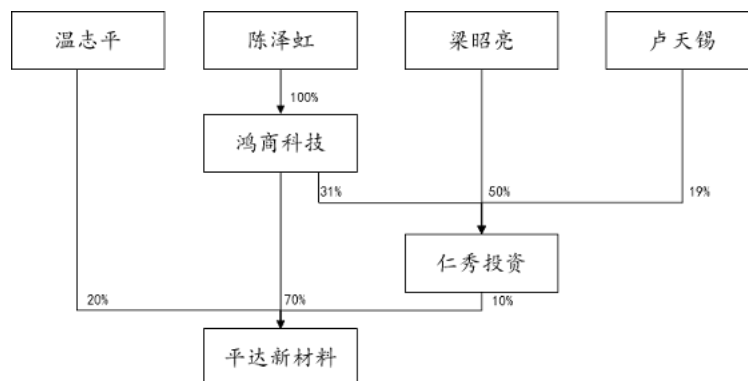 温志平
陈泽虹
梁昭亮
卢天锡
100%
鸿商科技
31%
50%
19%
仁秀投资
20%
70%
10%
平达新材料